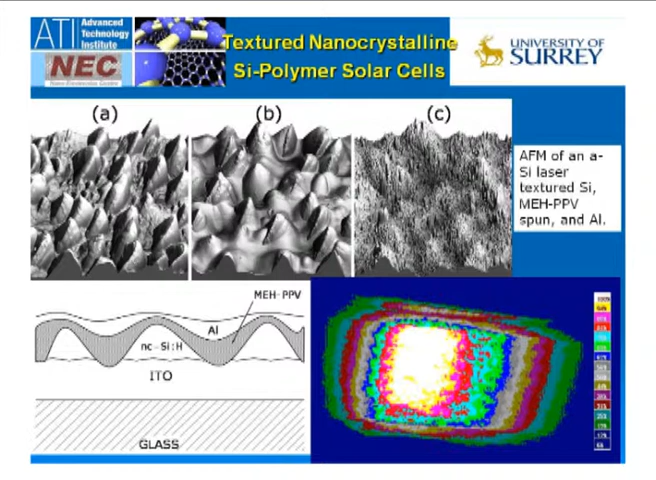 ATI
Advanced
Technology
Institute
NEC
Textured Nanocrystalline
Si-Polymer Solar Cells
UNIVERSITY OF
SURREY
(a)
(b)
(c)
AFM of an a-
Si laser
textured Si,
MEH-PPV
spun, and Al.
MEH-PPV
Al
nc-Si:H
ITO
GLASS